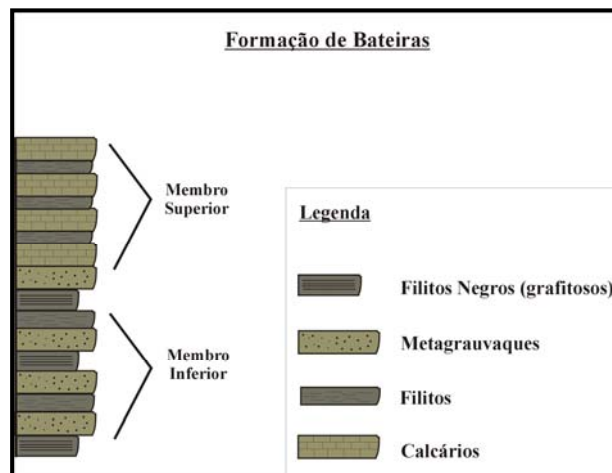 Formação de Bateiras
Membro
Superior
Membro
Inferior
Legenda
Filitos Negros (grafitosos)
Metagrauvaques
Filitos
Calcários